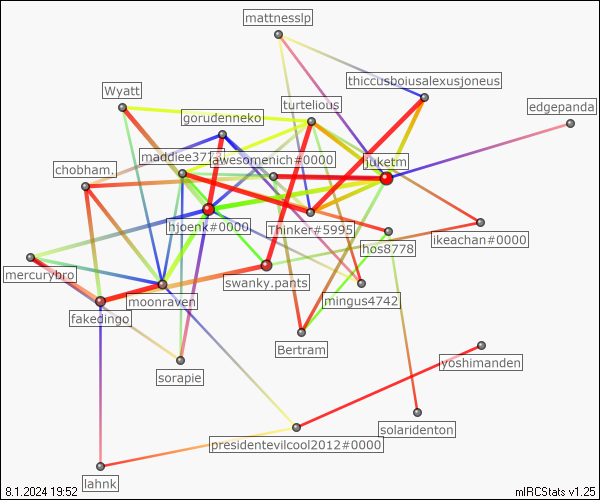 mattnesslp
thiccusboiusalexusjoneus
Wyatt
turtelious
edgepanda
gorudenneko
maddiee371
awesomenich#0000
juketm
chobham.
hjoenk#0000
Thinker#5995
ikeachan#0000
hos8778
mercurybro
swanky.pants
moonraven
mingus4742
fakedingo
Bertram
yoshimanden
sorapie
solaridenton
presidentevilcool2012#0000
lahnk
8.1.2024 19:52
mIRCStats v1.25